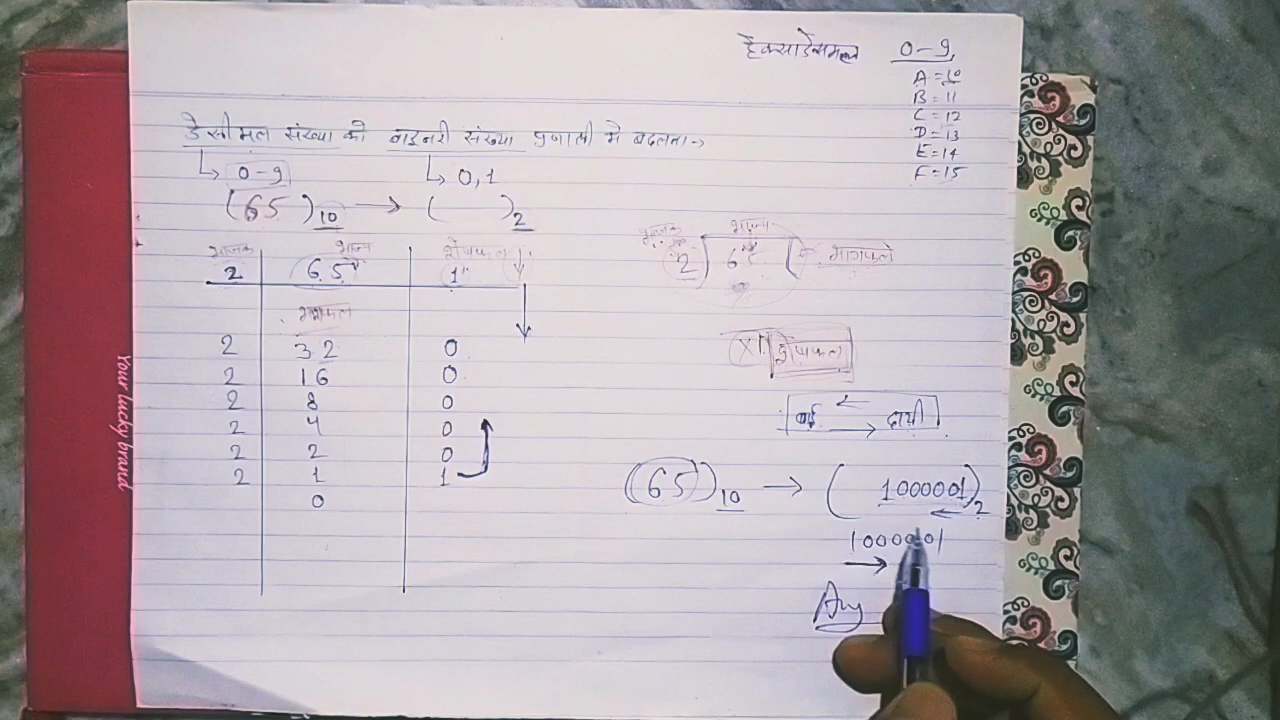 हेक्साडेसमल 0-9,
A = 10
B = 11
C = 12
D = 13
E = 14
F = 15
डेसीमल संख्या को बाइनरी संख्या प्रणाली मे बदलना →
↳ 0-9 ↳ 0,1
(65)10 → ( )2
भाजक भाज्य शेषफल ↓
2 65 1
भागफल
2 32 0
2 16 0
2 8 0
2 4 0
2 2 0
2 1 1
0
भाजक भाज्य
2) 65 ( भागफल
X1 शेषफल
बाई दायी
(65)10 → ( 1000001)2
1000001
Ans
Your lucky brand